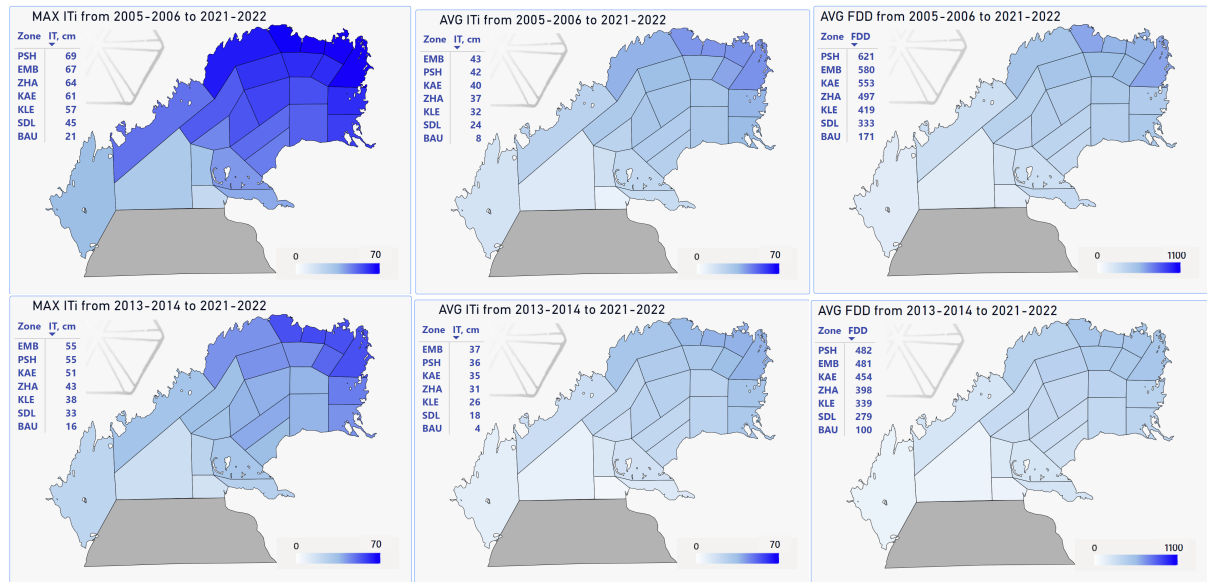 MAX ITi from 2005-2006 to 2021-2022
Zone IT, cm
PSH 69
EMB 67
ZHA 64
KAE 61
KLE 57
SDL 45
BAU 21
0 70
AVG ITi from 2005-2006 to 2021-2022
Zone IT, cm
EMB 43
PSH 42
KAE 40
ZHA 37
KLE 32
SDL 24
BAU 8
0 70
AVG FDD from 2005-2006 to 2021-2022
Zone FDD
PSH 621
EMB 580
KAE 553
ZHA 497
KLE 419
SDL 333
BAU 171
0 1100
MAX ITi from 2013-2014 to 2021-2022
Zone IT, cm
EMB 55
PSH 55
KAE 51
ZHA 43
KLE 38
SDL 33
BAU 16
0 70
AVG ITi from 2013-2014 to 2021-2022
Zone IT, cm
EMB 37
PSH 36
KAE 35
ZHA 31
KLE 26
SDL 18
BAU 4
0 70
AVG FDD from 2013-2014 to 2021-2022
Zone FDD
PSH 482
EMB 481
KAE 454
ZHA 398
KLE 339
SDL 279
BAU 100
0 1100